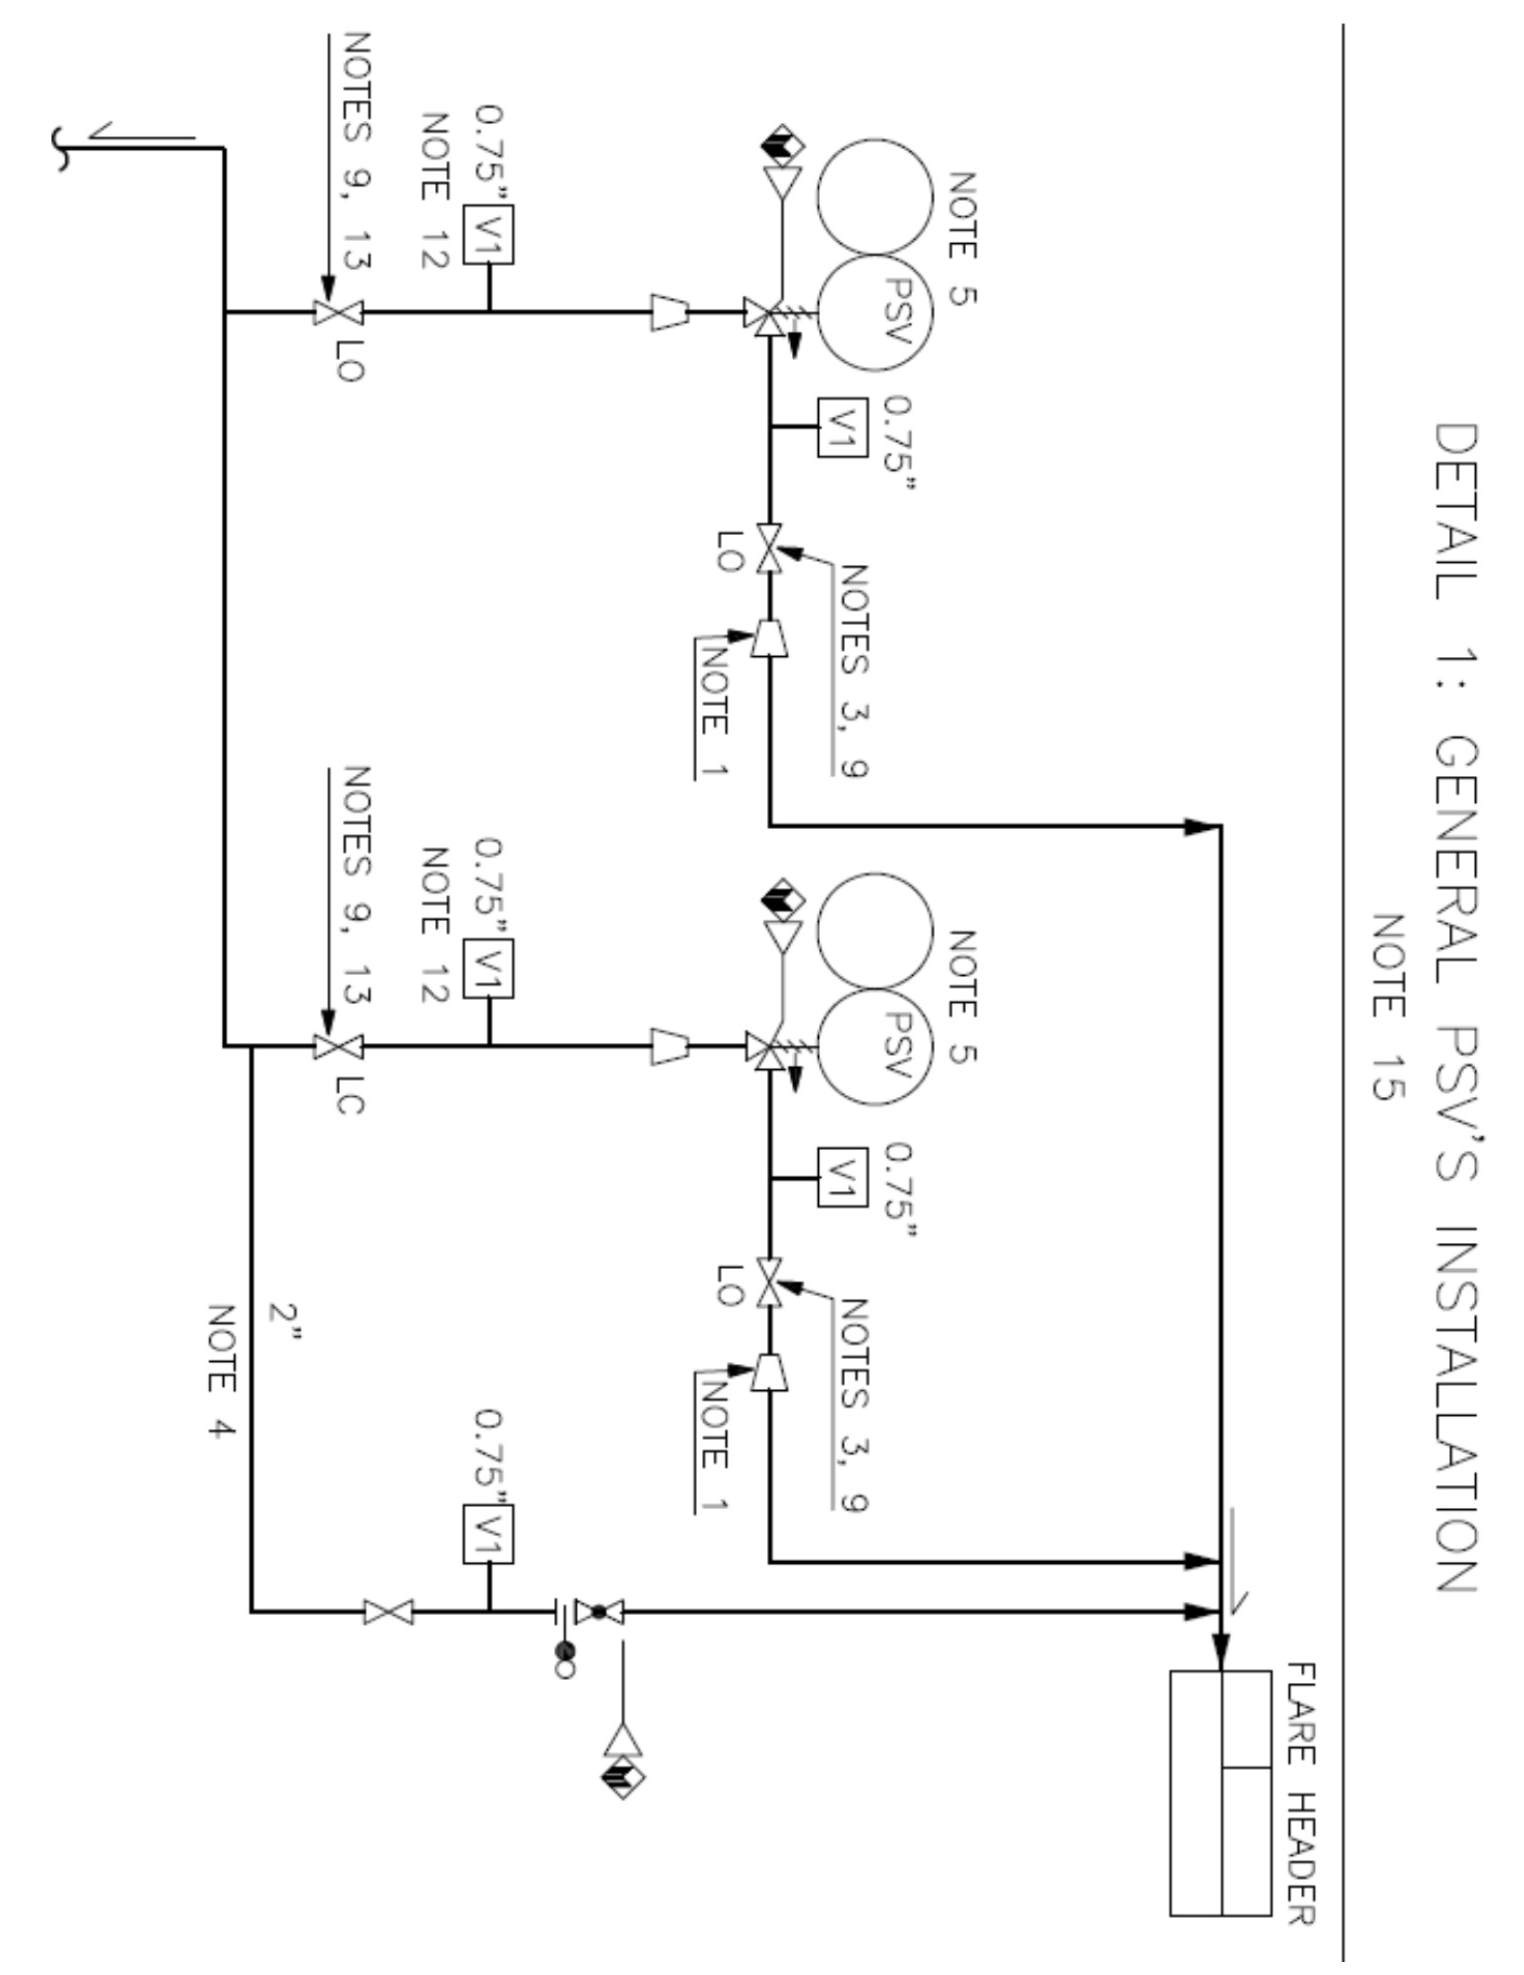 DETAIL 1: GENERAL PSV'S INSTALLATION
NOTE 15
FLARE HEADER
NOTE 5
PSV
0.75"
V1
NOTES 3, 9
LO
NOTE 1
0.75"
V1
NOTE 12
NOTES 9, 13
LO
NOTE 5
PSV
0.75"
V1
NOTES 3, 9
LO
NOTE 1
0.75"
V1
NOTE 12
NOTES 9, 13
LC
0.75"
V1
2"
NOTE 4